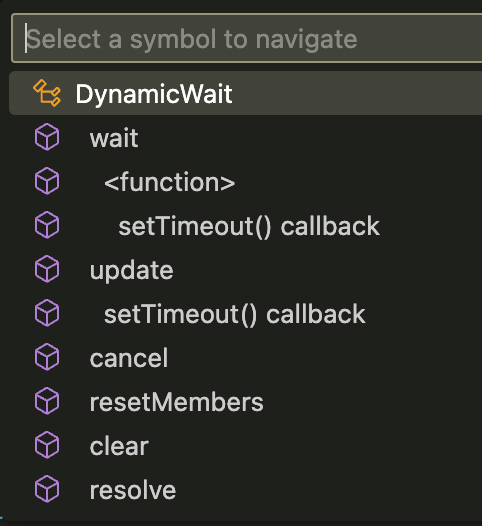 Select a symbol to navigate
DynamicWait
wait
<function>
setTimeout() callback
update
setTimeout() callback
cancel
resetMembers
clear
resolve